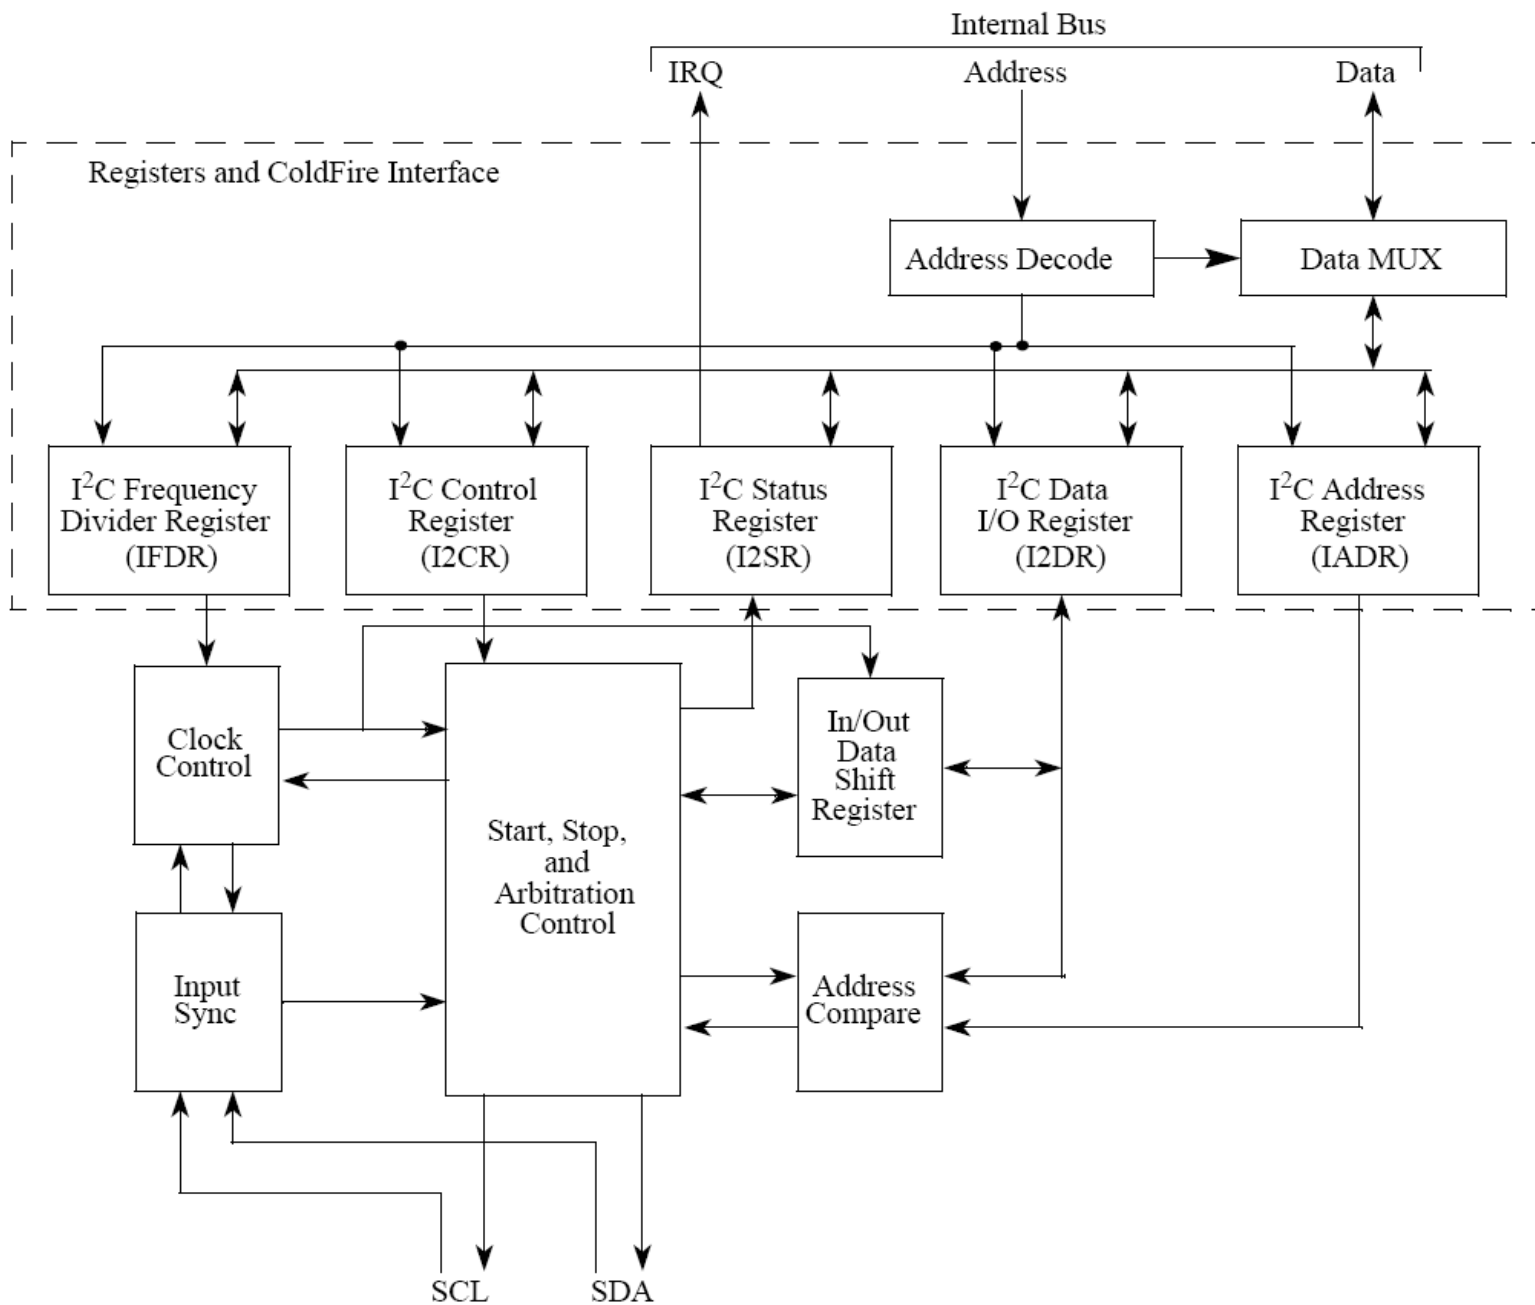 Internal Bus
IRQ
Address
Data
Registers and ColdFire Interface
Address Decode
Data MUX
I²C Frequency
Divider Register
(IFDR)
I²C Control
Register
(I2CR)
I²C Status
Register
(I2SR)
I²C Data
I/O Register
(I2DR)
I²C Address
Register
(IADR)
Clock
Control
In/Out
Data
Shift
Register
Start, Stop,
and
Arbitration
Control
Input
Sync
Address
Compare
SCL
SDA